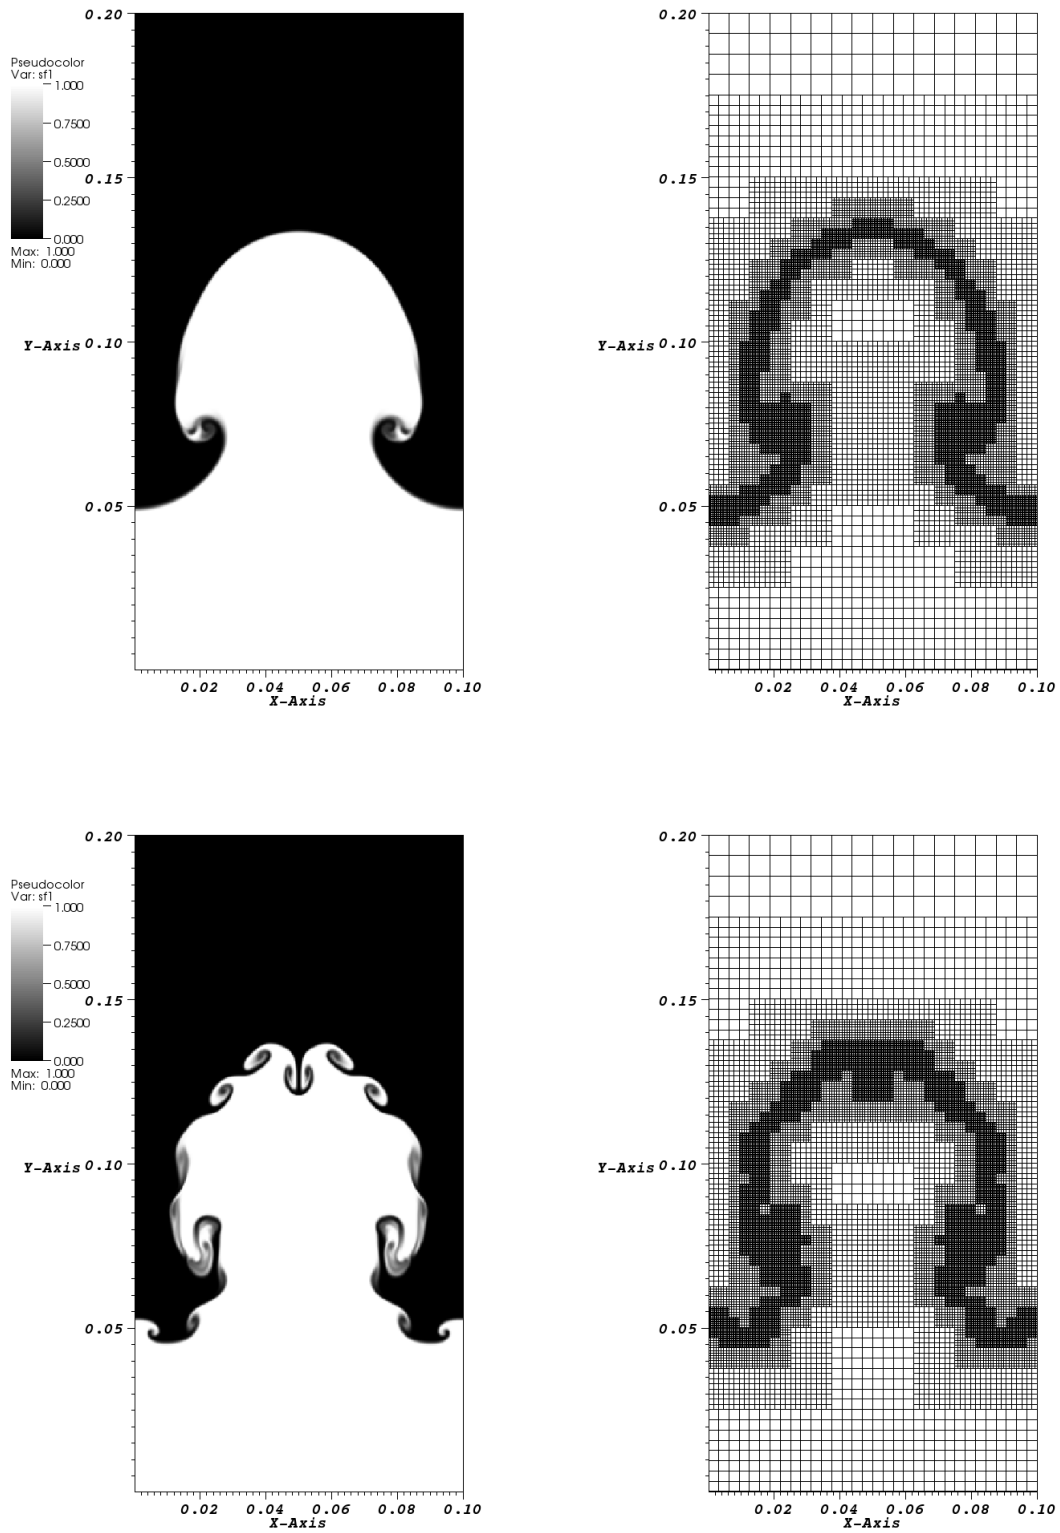 0.20
0.20
Pseudocolor
Var: sf1
1.000
0.7500
0.5000
0.15
0.15
0.2500
0.000
Max: 1.000
Min: 0.000
Y-Axis 0.10
Y-Axis 0.10
0.05
0.05
0.02 0.04 0.06 0.08 0.10
X-Axis
0.02 0.04 0.06 0.08 0.10
X-Axis
0.20
0.20
Pseudocolor
Var: sf1
1.000
0.7500
0.5000
0.15
0.15
0.2500
0.000
Max: 1.000
Min: 0.000
Y-Axis 0.10
Y-Axis 0.10
0.05
0.05
0.02 0.04 0.06 0.08 0.10
X-Axis
0.02 0.04 0.06 0.08 0.10
X-Axis